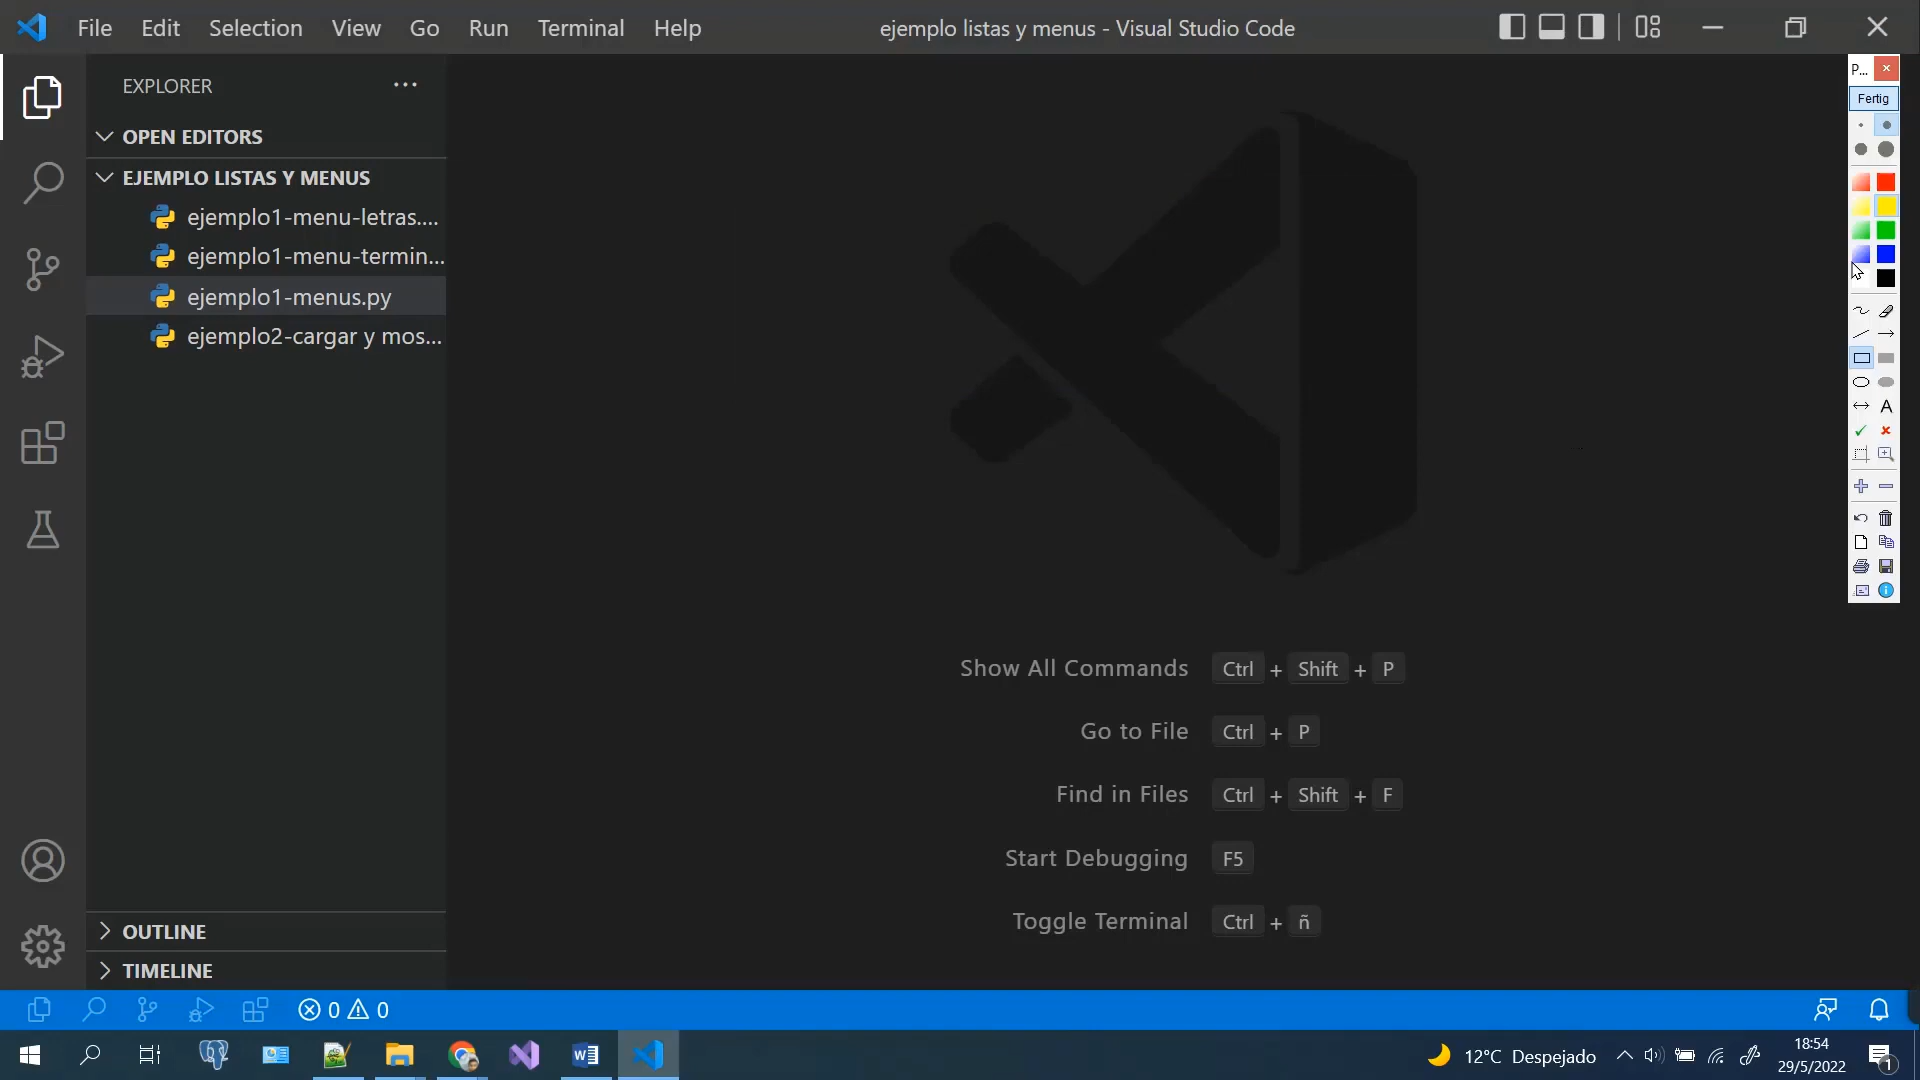 File Edit Selection View Go Run Terminal Help
ejemplo listas y menus - Visual Studio Code
P...
Fertig
A
EXPLORER
OPEN EDITORS
EJEMPLO LISTAS Y MENUS
ejemplo1-menu-letras....
ejemplo1-menu-termin...
ejemplo1-menus.py
ejemplo2-cargar y mos...
Show All Commands Ctrl + Shift + P
Go to File Ctrl + P
Find in Files Ctrl + Shift + F
Start Debugging F5
Toggle Terminal Ctrl + ñ
OUTLINE
TIMELINE
0 0
12°C Despejado
18:54
29/5/2022
1